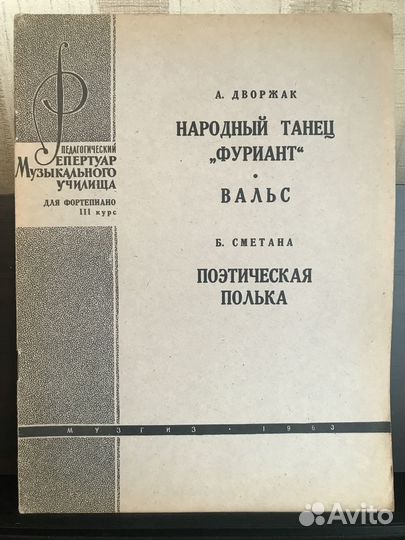 Педагогический
Репертуар
Музыкального
училища
для фортепиано
III курс
А. ДВОРЖАК
НАРОДНЫЙ ТАНЕЦ
„ФУРИАНТ“
•
ВАЛЬС
Б. СМЕТАНА
ПОЭТИЧЕСКАЯ
ПОЛЬКА
МУЗГИЗ • 1963
Avito